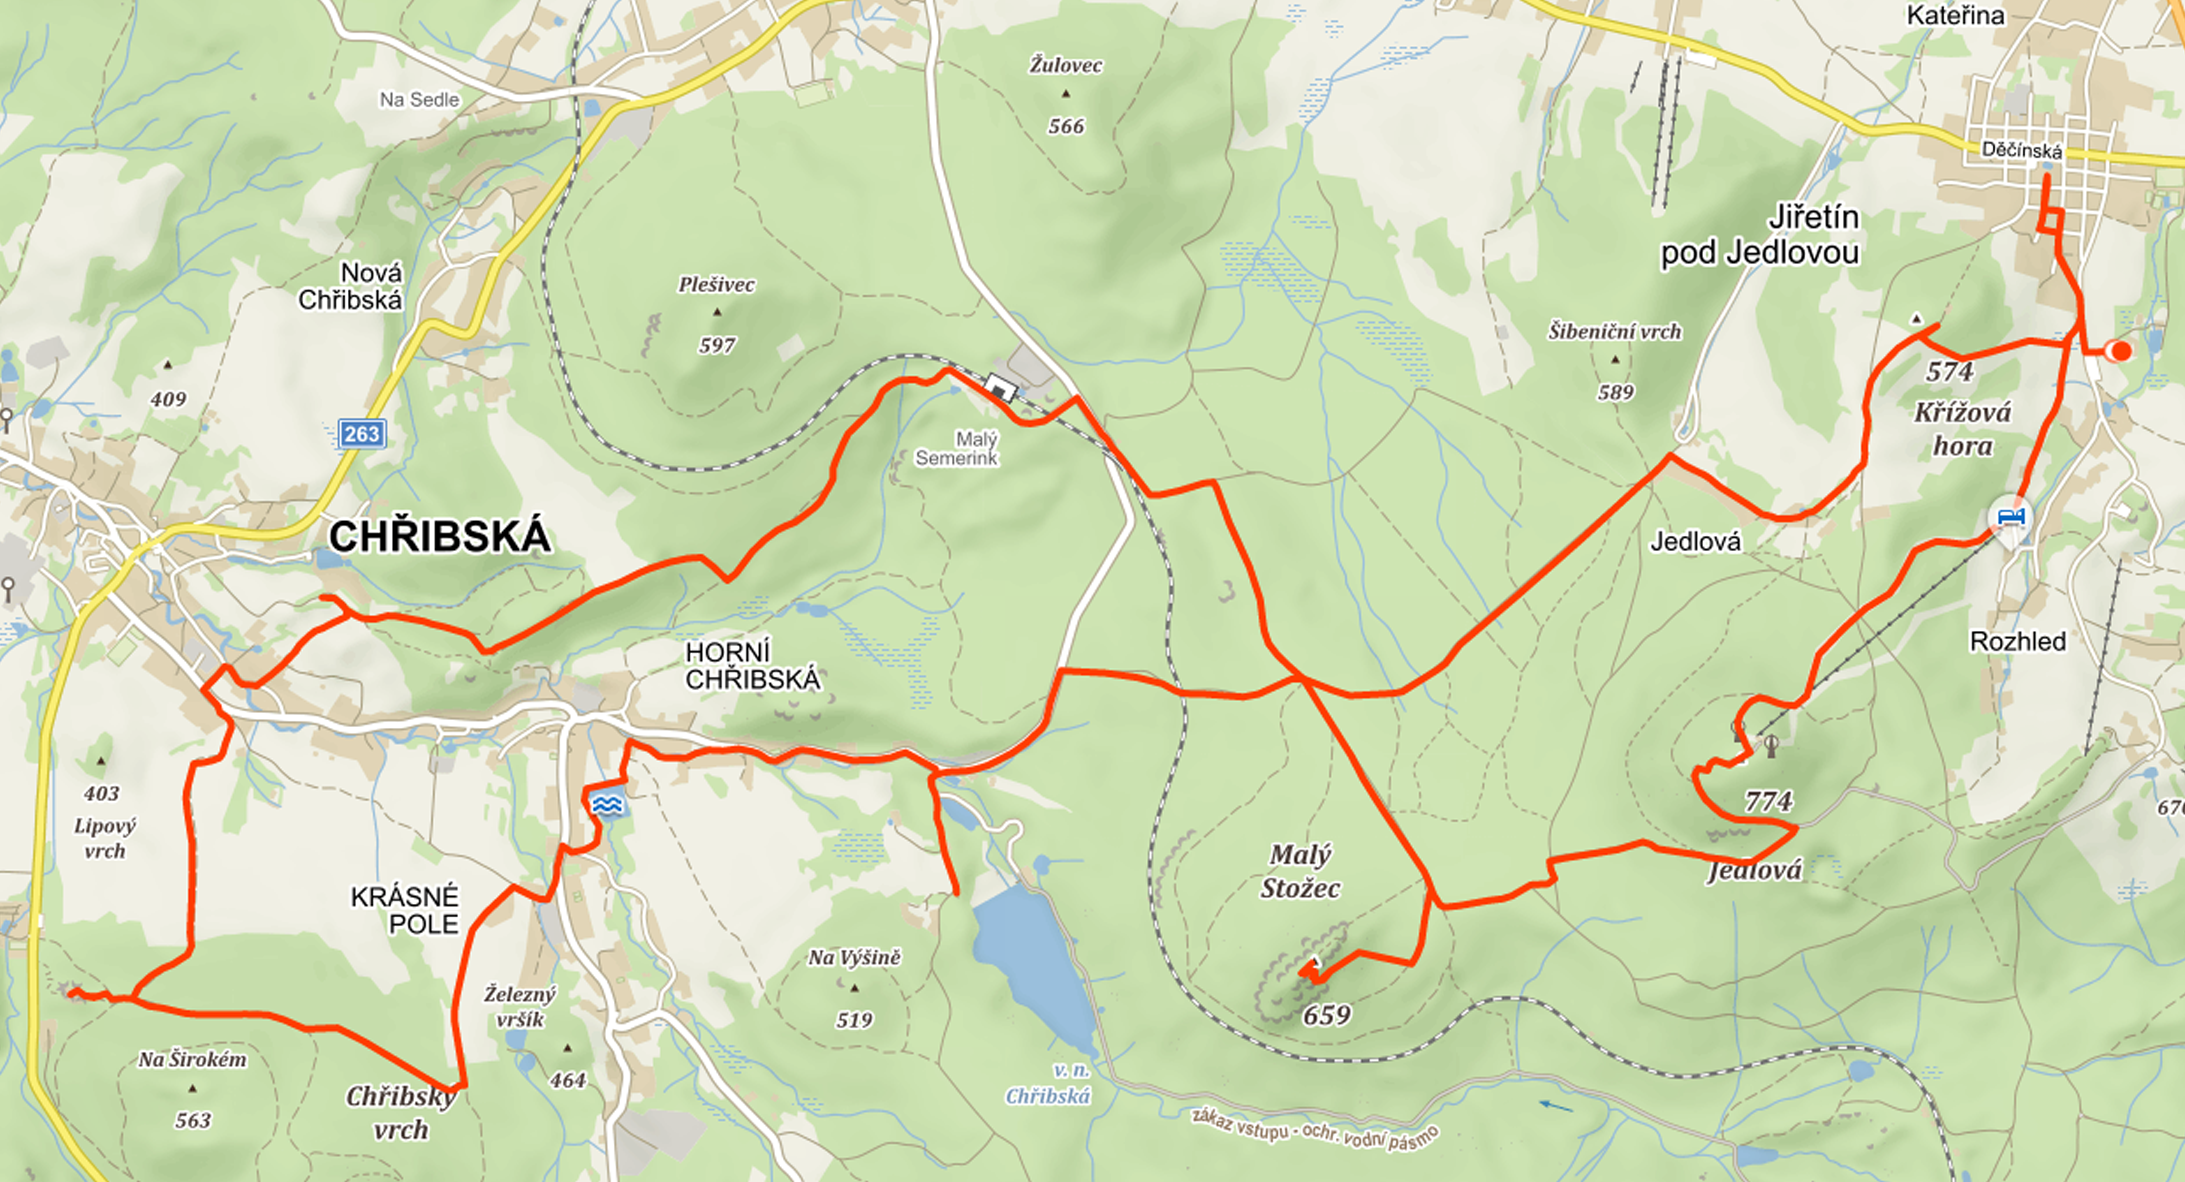 Kateřina
Na Sedle
Žulovec
566
Děčínská
Jiřetín
pod Jedlovou
Nová
Chřibská
Plešivec
597
Šibeniční vrch
589
574
Křížová
hora
409
263
Malý
Semerink
CHŘIBSKÁ
Jedlová
HORNÍ
CHŘIBSKÁ
Rozhled
403
Lipový
vrch
774
Jedlová
670
Malý
Stožec
659
KRÁSNÉ
POLE
Na Výšině
519
Železný
vršík
464
Na Širokém
563
Chřibský
vrch
v. n.
Chřibská
zákaz vstupu - ochr. vodní pásmo